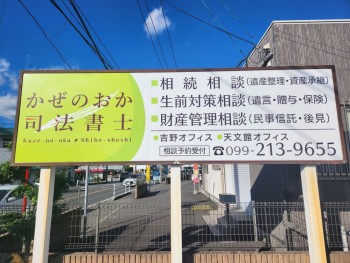 かぜのおか
司法書士
Kaze-no-oka Shiho-shoshi
■相続相談（遺産整理・資産承継）
■生前対策相談（遺言・贈与・保険）
■財産管理相談（民事信託・後見）
●吉野オフィス ●天文館オフィス
相談予約受付 ☎099-213-9655